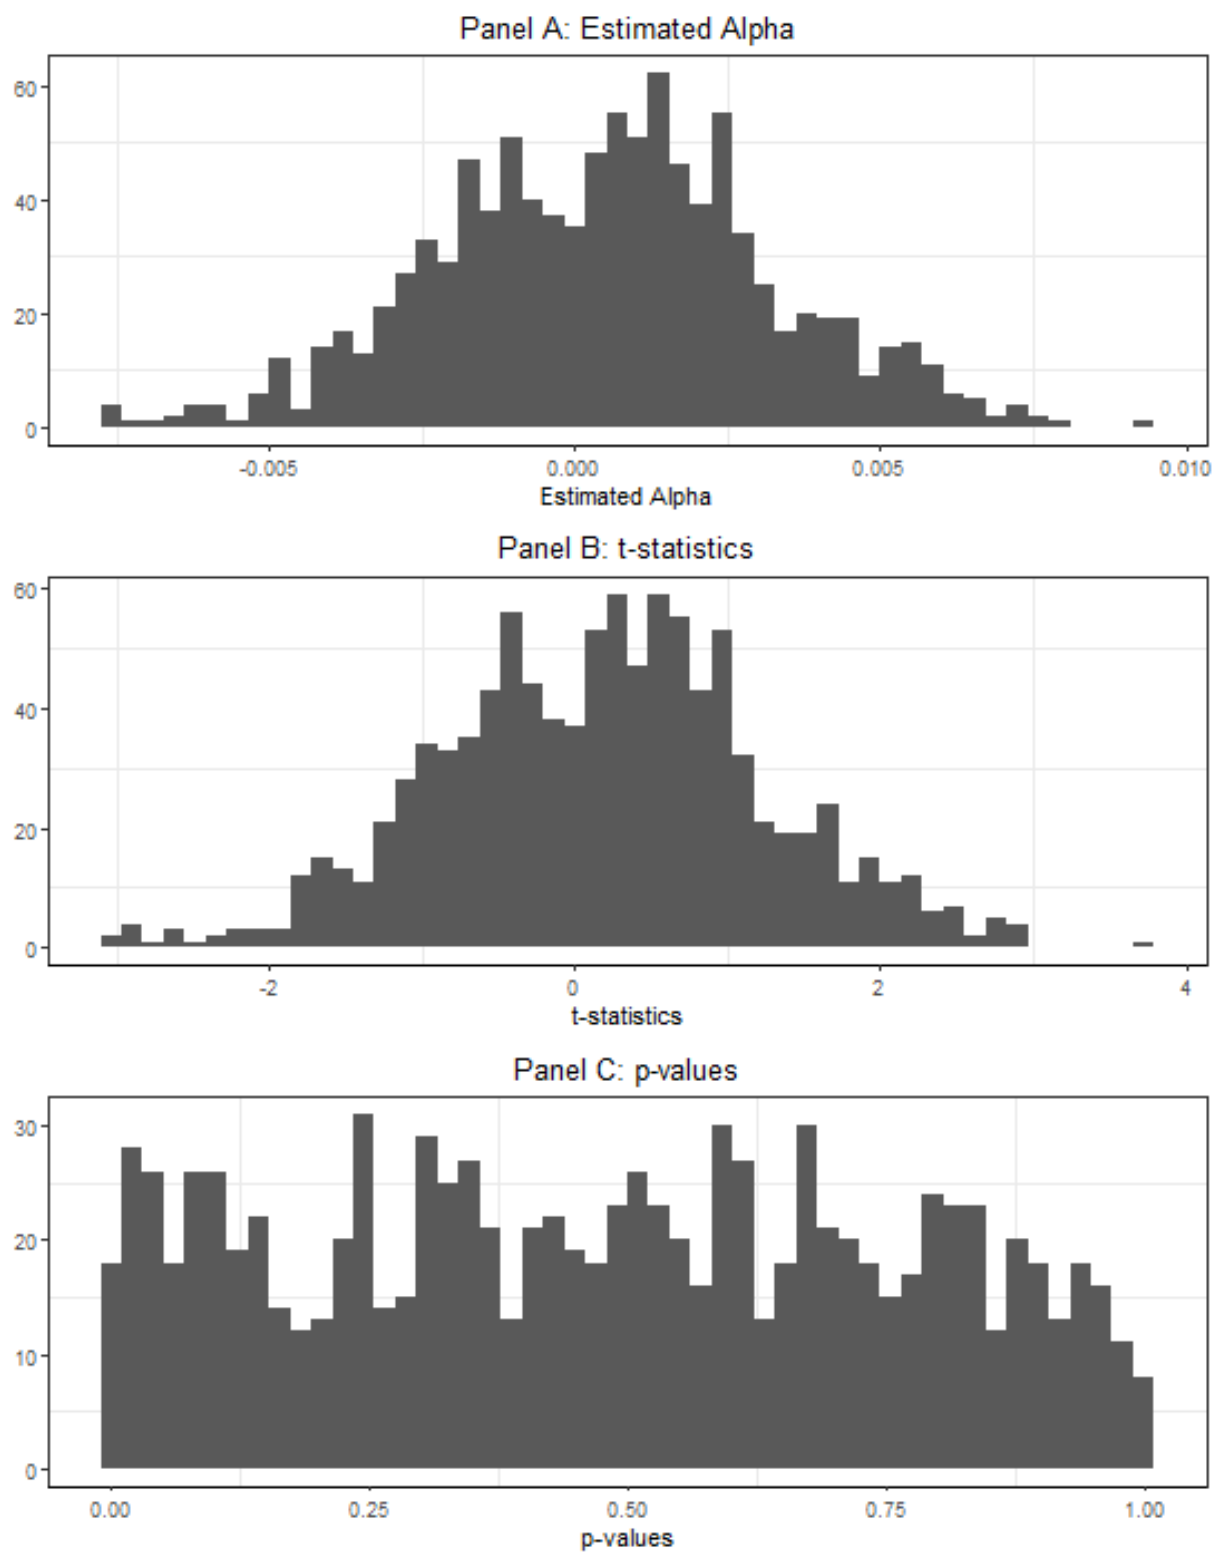 Panel A: Estimated Alpha
60
40
20
0
-0.005 0.000 0.005 0.010
Estimated Alpha
Panel B: t-statistics
60
40
20
0
-2 0 2 4
t-statistics
Panel C: p-values
30
20
10
0
0.00 0.25 0.50 0.75 1.00
p-values